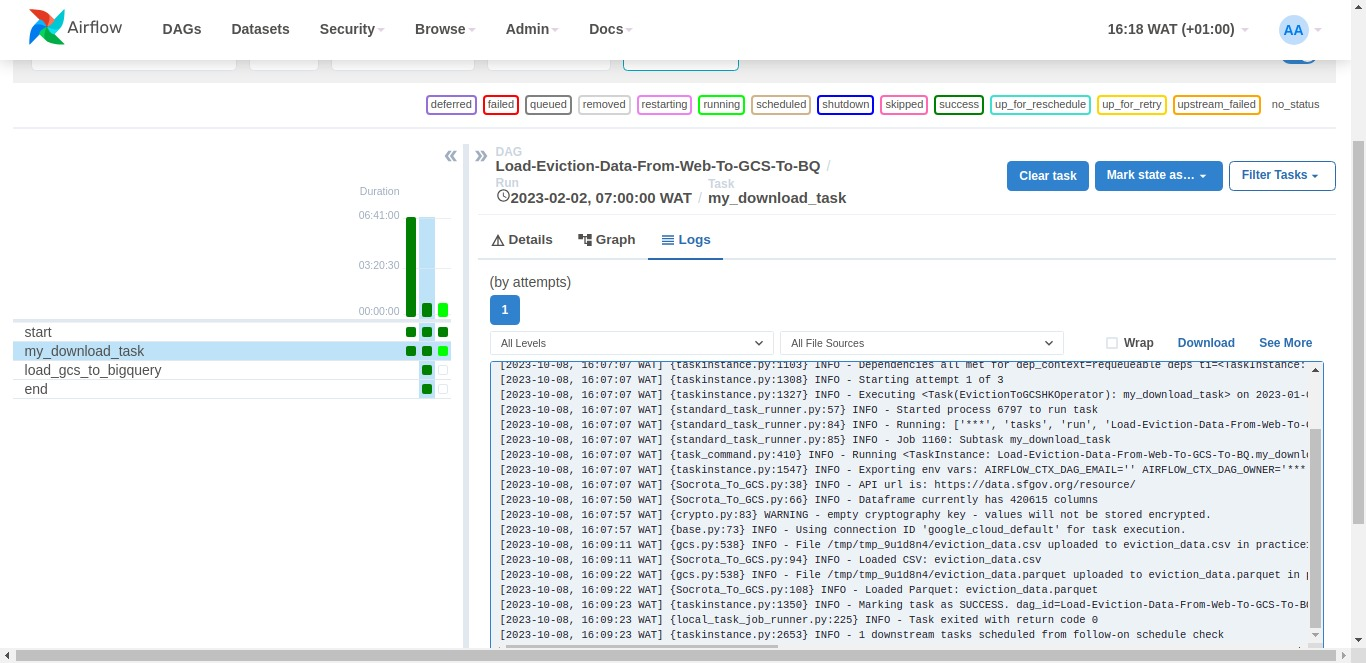 Airflow
DAGs
Datasets
Security
Browse
Admin
Docs
16:18 WAT (+01:00)
AA
deferred
failed
queued
removed
restarting
running
scheduled
shutdown
skipped
success
up_for_reschedule
up_for_retry
upstream_failed
no_status
«
»
Duration
06:41:00
03:20:30
00:00:00
start
my_download_task
load_gcs_to_bigquery
end
DAG
Load-Eviction-Data-From-Web-To-GCS-To-BQ /
Run
2023-02-02, 07:00:00 WAT /
Task
my_download_task
Clear task
Mark state as…
Filter Tasks
Details
Graph
Logs
(by attempts)
1
All Levels
All File Sources
Wrap
Download
See More
[2023-10-08, 16:07:07 WAT] {taskinstance.py:1103} INFO - Dependencies all met for dep_context=requeueable deps ti=<TaskInstance:
[2023-10-08, 16:07:07 WAT] {taskinstance.py:1308} INFO - Starting attempt 1 of 3
[2023-10-08, 16:07:07 WAT] {taskinstance.py:1327} INFO - Executing <Task(EvictionToGCSHKOperator): my_download_task> on 2023-01-
[2023-10-08, 16:07:07 WAT] {standard_task_runner.py:57} INFO - Started process 6797 to run task
[2023-10-08, 16:07:07 WAT] {standard_task_runner.py:84} INFO - Running: ['***', 'tasks', 'run', 'Load-Eviction-Data-From-Web-To-
[2023-10-08, 16:07:07 WAT] {standard_task_runner.py:85} INFO - Job 1160: Subtask my_download_task
[2023-10-08, 16:07:07 WAT] {task_command.py:410} INFO - Running <TaskInstance: Load-Eviction-Data-From-Web-To-GCS-To-BQ.my_downl
[2023-10-08, 16:07:07 WAT] {taskinstance.py:1547} INFO - Exporting env vars: AIRFLOW_CTX_DAG_EMAIL='' AIRFLOW_CTX_DAG_OWNER='***
[2023-10-08, 16:07:07 WAT] {Socrota_To_GCS.py:38} INFO - API url is: https://data.sfgov.org/resource/
[2023-10-08, 16:07:50 WAT] {Socrota_To_GCS.py:66} INFO - Dataframe currently has 420615 columns
[2023-10-08, 16:07:57 WAT] {crypto.py:83} WARNING - empty cryptography key - values will not be stored encrypted.
[2023-10-08, 16:07:57 WAT] {base.py:73} INFO - Using connection ID 'google_cloud_default' for task execution.
[2023-10-08, 16:09:11 WAT] {gcs.py:538} INFO - File /tmp/tmp_9u1d8n4/eviction_data.csv uploaded to eviction_data.csv in practice
[2023-10-08, 16:09:11 WAT] {Socrota_To_GCS.py:94} INFO - Loaded CSV: eviction_data.csv
[2023-10-08, 16:09:22 WAT] {gcs.py:538} INFO - File /tmp/tmp_9u1d8n4/eviction_data.parquet uploaded to eviction_data.parquet in p
[2023-10-08, 16:09:22 WAT] {Socrota_To_GCS.py:108} INFO - Loaded Parquet: eviction_data.parquet
[2023-10-08, 16:09:23 WAT] {taskinstance.py:1350} INFO - Marking task as SUCCESS. dag_id=Load-Eviction-Data-From-Web-To-GCS-To-BQ
[2023-10-08, 16:09:23 WAT] {local_task_job_runner.py:225} INFO - Task exited with return code 0
[2023-10-08, 16:09:23 WAT] {taskinstance.py:2653} INFO - 1 downstream tasks scheduled from follow-on schedule check